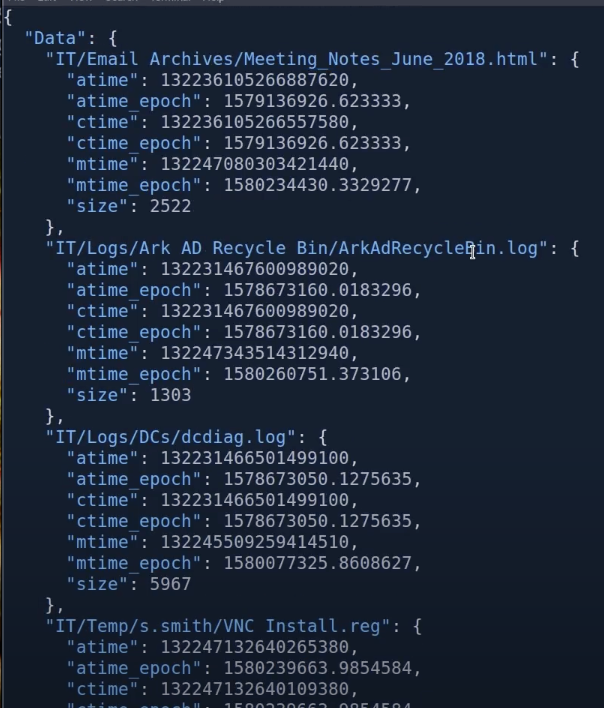 {
"Data": {
"IT/Email Archives/Meeting_Notes_June_2018.html": {
"atime": 132236105266887620,
"atime_epoch": 1579136926.623333,
"ctime": 132236105266557580,
"ctime_epoch": 1579136926.623333,
"mtime": 132247080303421440,
"mtime_epoch": 1580234430.3329277,
"size": 2522
},
"IT/Logs/Ark AD Recycle Bin/ArkAdRecycleBin.log": {
"atime": 132231467600989020,
"atime_epoch": 1578673160.0183296,
"ctime": 132231467600989020,
"ctime_epoch": 1578673160.0183296,
"mtime": 132247343514312940,
"mtime_epoch": 1580260751.373106,
"size": 1303
},
"IT/Logs/DCs/dcdiag.log": {
"atime": 132231466501499100,
"atime_epoch": 1578673050.1275635,
"ctime": 132231466501499100,
"ctime_epoch": 1578673050.1275635,
"mtime": 132245509259414510,
"mtime_epoch": 1580077325.8608627,
"size": 5967
},
"IT/Temp/s.smith/VNC Install.reg": {
"atime": 132247132640265380,
"atime_epoch": 1580239663.9854584,
"ctime": 132247132640109380,